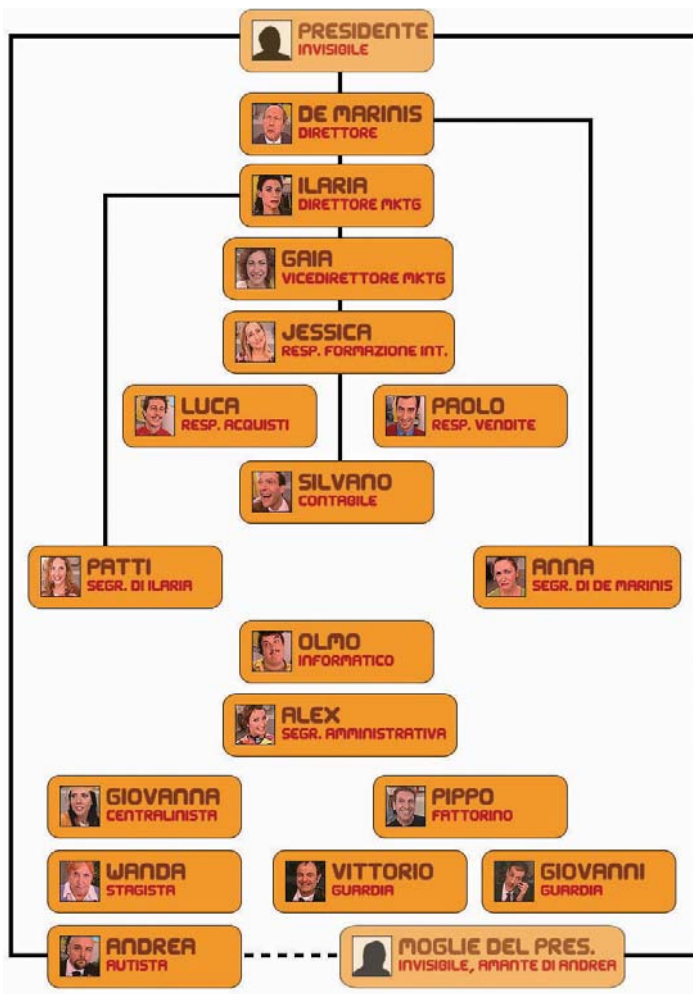 PRESIDENTE
INVISIBILE
DE MARINIS
DIRETTORE
ILARIA
DIRETTORE MKTG
GAIA
VICEDIRETTORE MKTG
JESSICA
RESP. FORMAZIONE INT.
LUCA
RESP. ACQUISTI
PAOLO
RESP. VENDITE
SILVANO
CONTABILE
PATTI
SEGR. DI ILARIA
ANNA
SEGR. DI DE MARINIS
OLMO
INFORMATICO
ALEX
SEGR. AMMINISTRATIVA
GIOVANNA
CENTRALINISTA
PIPPO
FATTORINO
WANDA
STAGISTA
VITTORIO
GUARDIA
GIOVANNI
GUARDIA
ANDREA
AUTISTA
MOGLIE DEL PRES.
INVISIBILE, AMANTE DI ANDREA